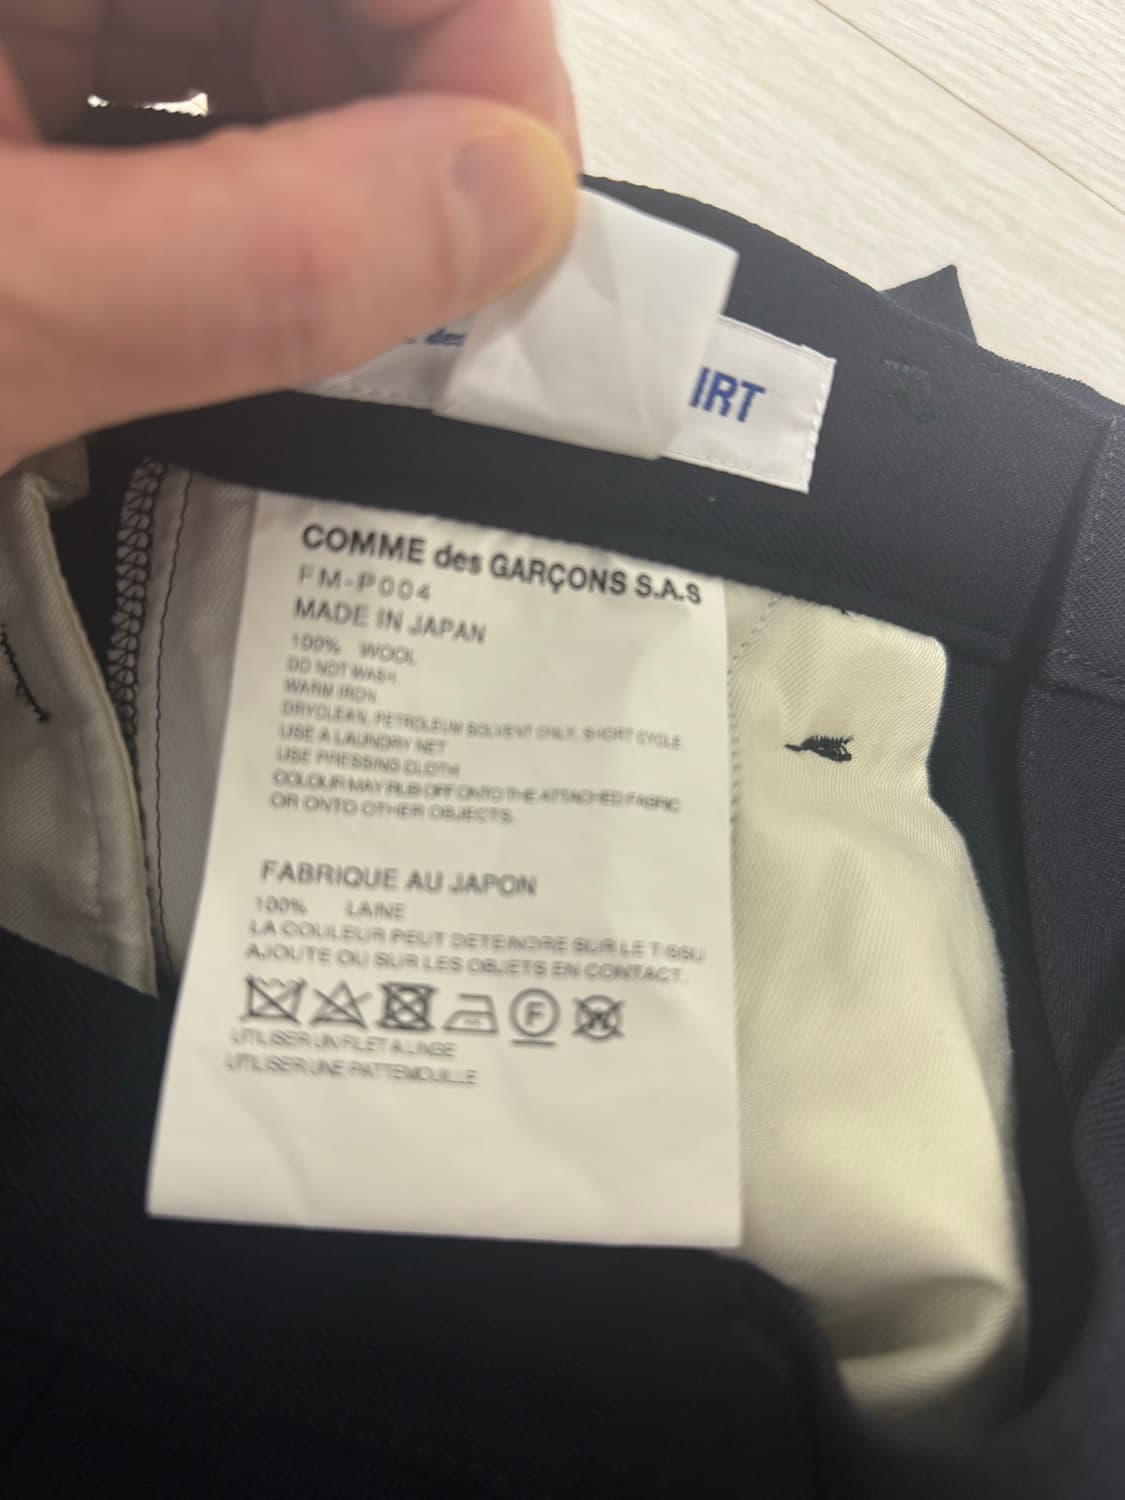 des
IRT
COMME des GARÇONS S.A.S
FM-P004
MADE IN JAPAN
100% WOOL
DO NOT WASH.
WARM IRON.
DRYCLEAN, PETROLEUM SOLVENT ONLY, SHORT CYCLE.
USE A LAUNDRY NET
USE PRESSING CLOTH
COLOUR MAY RUB OFF ONTO THE ATTACHED FABRIC
OR ONTO OTHER OBJECTS.
FABRIQUE AU JAPON
100% LAINE
LA COULEUR PEUT DETEINDRE SUR LE TISSU
AJOUTE OU SUR LES OBJETS EN CONTACT.
F
W
UTILISER UN FILET A LINGE
UTILISER UNE PATTEMOUILLE